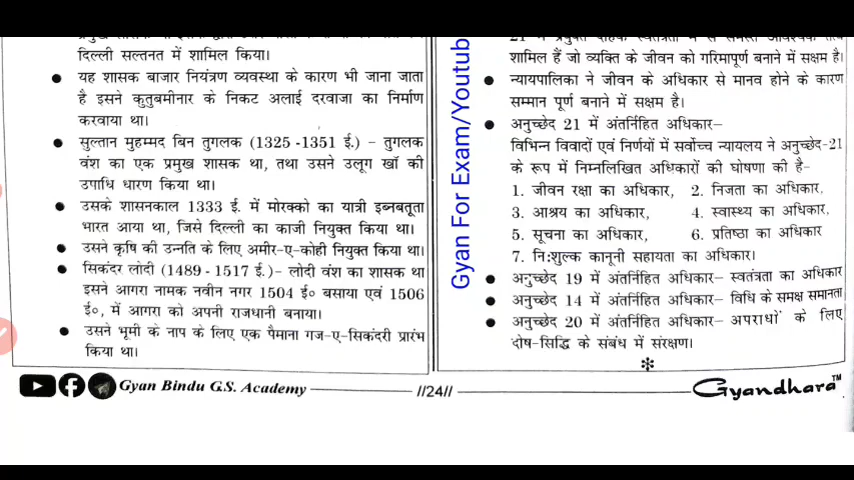 दिल्ली सल्तनत में शामिल किया।
यह शासक बाजार नियंत्रण व्यवस्था के कारण भी जाना जाता
है इसने कुतुबमीनार के निकट अलाई दरवाजा का निर्माण
करवाया था।
सुल्तान मुहम्मद बिन तुगलक (1325 -1351 ई.) – तुगलक
वंश का एक प्रमुख शासक था, तथा उसने उलूग खाँ की
उपाधि धारण किया था।
उसके शासनकाल 1333 ई. में मोरक्को का यात्री इब्नबतूता
भारत आया था, जिसे दिल्ली का काजी नियुक्त किया था।
उसने कृषि की उन्नति के लिए अमीर-ए-कोही नियुक्त किया था।
सिकंदर लोदी (1489 - 1517 ई.)– लोदी वंश का शासक था
इसने आगरा नामक नवीन नगर 1504 ई० बसाया एवं 1506
ई०, में आगरा को अपनी राजधानी बनाया।
उसने भूमी के नाप के लिए एक पैमाना गज-ए-सिकंदरी प्रारंभ
किया था।
Gyan For Exam/Youtub
शामिल हैं जो व्यक्ति के जीवन को गरिमापूर्ण बनाने में सक्षम है।
न्यायपालिका ने जीवन के अधिकार से मानव होने के कारण
सम्मान पूर्ण बनाने में सक्षम है।
अनुच्छेद 21 में अंतर्निहित अधिकार–
विभिन्न विवादों एवं निर्णयों में सर्वोच्च न्यायलय ने अनुच्छेद-21
के रूप में निम्नलिखित अधिकारों की घोषणा की है-
1. जीवन रक्षा का अधिकार, 2. निजता का अधिकार,
3. आश्रय का अधिकार, 4. स्वास्थ्य का अधिकार,
5. सूचना का अधिकार, 6. प्रतिष्ठा का अधिकार
7. नि:शुल्क कानूनी सहायता का अधिकार।
अनुच्छेद 19 में अंतर्निहित अधिकार– स्वतंत्रता का अधिकार
अनुच्छेद 14 में अंतर्निहित अधिकार– विधि के समक्ष समानता
अनुच्छेद 20 में अंतर्निहित अधिकार– अपराधों के लिए
दोष-सिद्धि के संबंध में संरक्षण।
Gyan Bindu G.S. Academy
//24//
Gyandhara™